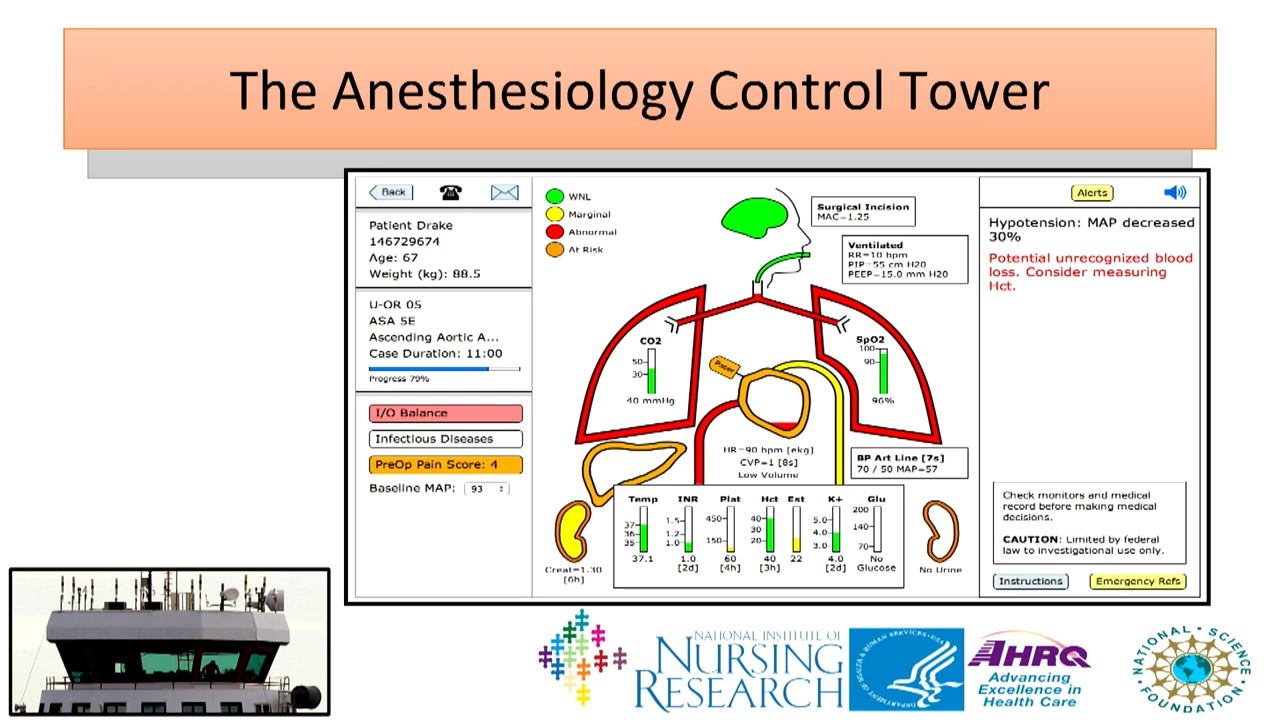 The Anesthesiology Control Tower
Back
Patient Drake
146729674
Age: 67
Weight (kg): 88.5
U-OR 05
ASA 5E
Ascending Aortic A...
Case Duration: 11:00
Progress 79%
I/O Balance
Infectious Diseases
PreOp Pain Score: 4
Baseline MAP: 93
WNL
Marginal
Abnormal
At Risk
Surgical Incision
MAC=1.25
Ventilated
RR=10 bpm
PIP=55 cm H20
PEEP=15.0 mm H20
CO2
50-
30-
40 mmHg
Pacer
SpO2
100-
90-
96%
HR=90 bpm [ekg]
CVP=1 [8s]
Low Volume
BP Art Line [7s]
70 / 50 MAP=57
Temp INR Plat Hct Est K+ Glu
37-
36-
35-
37.1
1.5-
1.2-
1.0-
1.0
[2d]
450-
150-
60
[4h]
40-
30
20-
40
[3h]
22
5.0-
4.0
3.0-
4.0
[2d]
200
140-
70-
No
Glucose
Creat=1.30
[6h]
No Urine
Alerts
Hypotension: MAP decreased
30%
Potential unrecognized blood
loss. Consider measuring
Hct.
Check monitors and medical
record before making medical
decisions.
CAUTION: Limited by federal
law to investigational use only.
Instructions
Emergency Refs
NATIONAL INSTITUTE OF
NURSING
RESEARCH
DEPARTMENT OF HEALTH & HUMAN SERVICES • USA
AHRQ
Advancing
Excellence in
Health Care
NATIONAL • SCIENCE
FOUNDATION